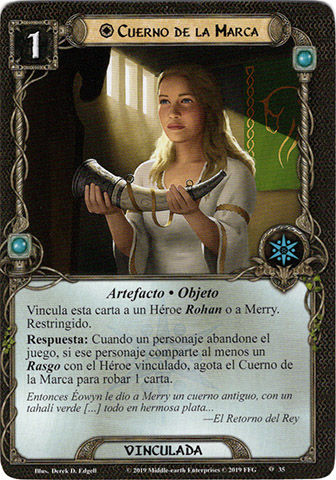 1
CUERNO DE LA MARCA
Artefacto • Objeto
Vincula esta carta a un Héroe Rohan o a Merry.
Restringido.
Respuesta: Cuando un personaje abandone el
juego, si ese personaje comparte al menos un
Rasgo con el Héroe vinculado, agota el Cuerno de
la Marca para robar 1 carta.
Entonces Éowyn le dio a Merry un cuerno antiguo, con un
tahalí verde [...] todo en hermosa plata...
—El Retorno del Rey
VINCULADA
Illus. Derek D. Edgell © 2019 Middle-earth Enterprises © 2019 FFG 35